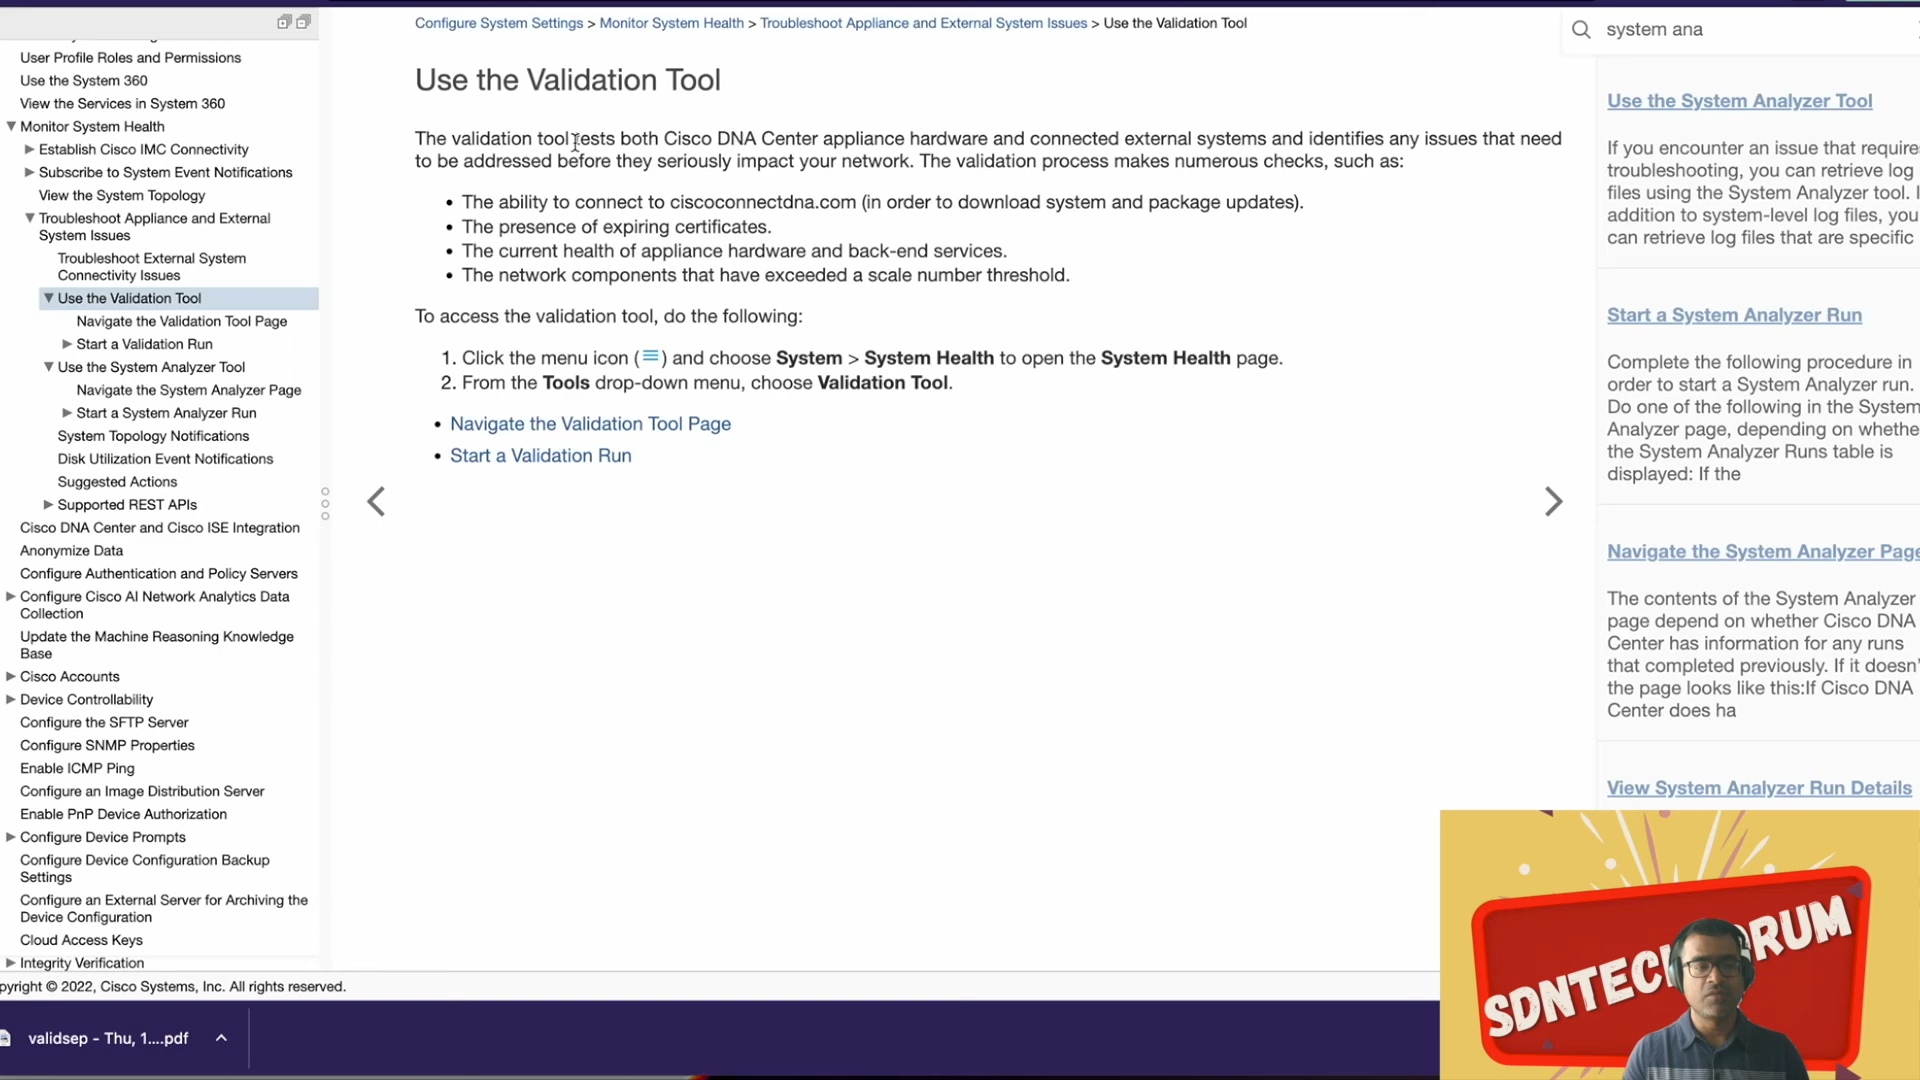 User Profile Roles and Permissions
Use the System 360
View the Services in System 360
Monitor System Health
Establish Cisco IMC Connectivity
Subscribe to System Event Notifications
View the System Topology
Troubleshoot Appliance and External
System Issues
Troubleshoot External System
Connectivity Issues
Use the Validation Tool
Navigate the Validation Tool Page
Start a Validation Run
Use the System Analyzer Tool
Navigate the System Analyzer Page
Start a System Analyzer Run
System Topology Notifications
Disk Utilization Event Notifications
Suggested Actions
Supported REST APIs
Cisco DNA Center and Cisco ISE Integration
Anonymize Data
Configure Authentication and Policy Servers
Configure Cisco AI Network Analytics Data
Collection
Update the Machine Reasoning Knowledge
Base
Cisco Accounts
Device Controllability
Configure the SFTP Server
Configure SNMP Properties
Enable ICMP Ping
Configure an Image Distribution Server
Enable PnP Device Authorization
Configure Device Prompts
Configure Device Configuration Backup
Settings
Configure an External Server for Archiving the
Device Configuration
Cloud Access Keys
Integrity Verification
Configure System Settings > Monitor System Health > Troubleshoot Appliance and External System Issues > Use the Validation Tool
Use the Validation Tool
The validation tool tests both Cisco DNA Center appliance hardware and connected external systems and identifies any issues that need
to be addressed before they seriously impact your network. The validation process makes numerous checks, such as:
• The ability to connect to ciscoconnectdna.com (in order to download system and package updates).
• The presence of expiring certificates.
• The current health of appliance hardware and back-end services.
• The network components that have exceeded a scale number threshold.
To access the validation tool, do the following:
1. Click the menu icon ( ) and choose System > System Health to open the System Health page.
2. From the Tools drop-down menu, choose Validation Tool.
• Navigate the Validation Tool Page
• Start a Validation Run
system ana
Use the System Analyzer Tool
If you encounter an issue that require
troubleshooting, you can retrieve log
files using the System Analyzer tool. I
addition to system-level log files, you
can retrieve log files that are specific
Start a System Analyzer Run
Complete the following procedure in
order to start a System Analyzer run.
Do one of the following in the System
Analyzer page, depending on whethe
the System Analyzer Runs table is
displayed: If the
Navigate the System Analyzer Page
The contents of the System Analyzer
page depend on whether Cisco DNA
Center has information for any runs
that completed previously. If it doesn'
the page looks like this:If Cisco DNA
Center does ha
View System Analyzer Run Details
pyright © 2022, Cisco Systems, Inc. All rights reserved.
validsep - Thu, 1....pdf